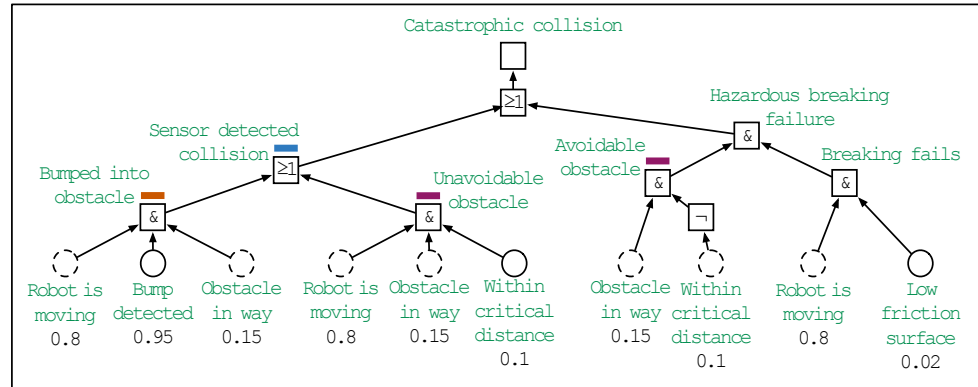 Catastrophic collision
≥1
Hazardous breaking
failure
&
Sensor detected
collision
≥1
Avoidable
obstacle
&
Breaking fails
&
Bumped into
obstacle
&
Unavoidable
obstacle
&
¬
Robot is
moving
0.8
Bump
detected
0.95
Obstacle
in way
0.15
Robot is
moving
0.8
Obstacle
in way
0.15
Within
critical
distance
0.1
Obstacle
in way
0.15
Within
critical
distance
0.1
Robot is
moving
0.8
Low
friction
surface
0.02